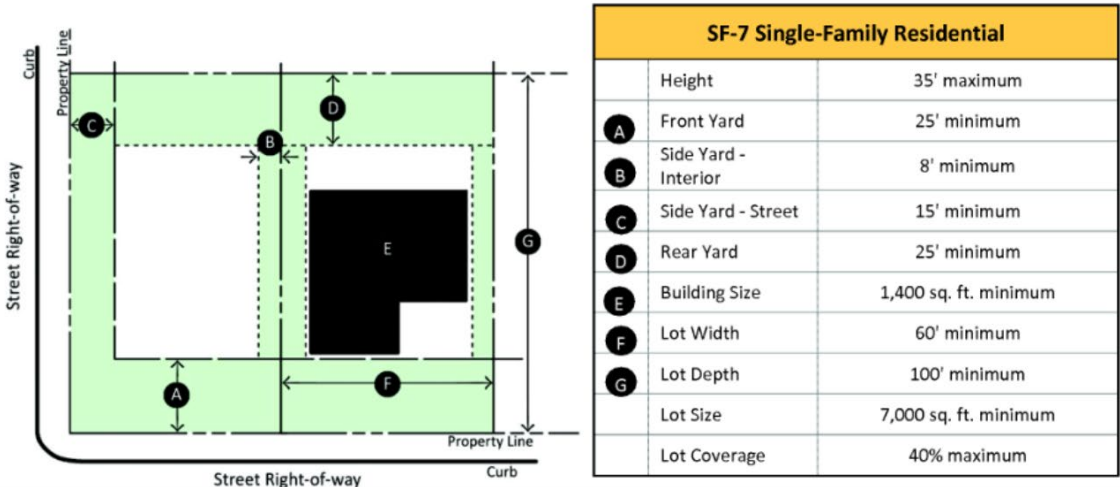 Curb
Property Line
C
D
B
Street Right-of-way
E
G
A
F
Property Line
Curb
Street Right-of-way
SF-7 Single-Family Residential
Height 35' maximum
A Front Yard 25' minimum
B Side Yard -
Interior 8' minimum
C Side Yard - Street 15' minimum
D Rear Yard 25' minimum
E Building Size 1,400 sq. ft. minimum
F Lot Width 60' minimum
G Lot Depth 100' minimum
Lot Size 7,000 sq. ft. minimum
Lot Coverage 40% maximum